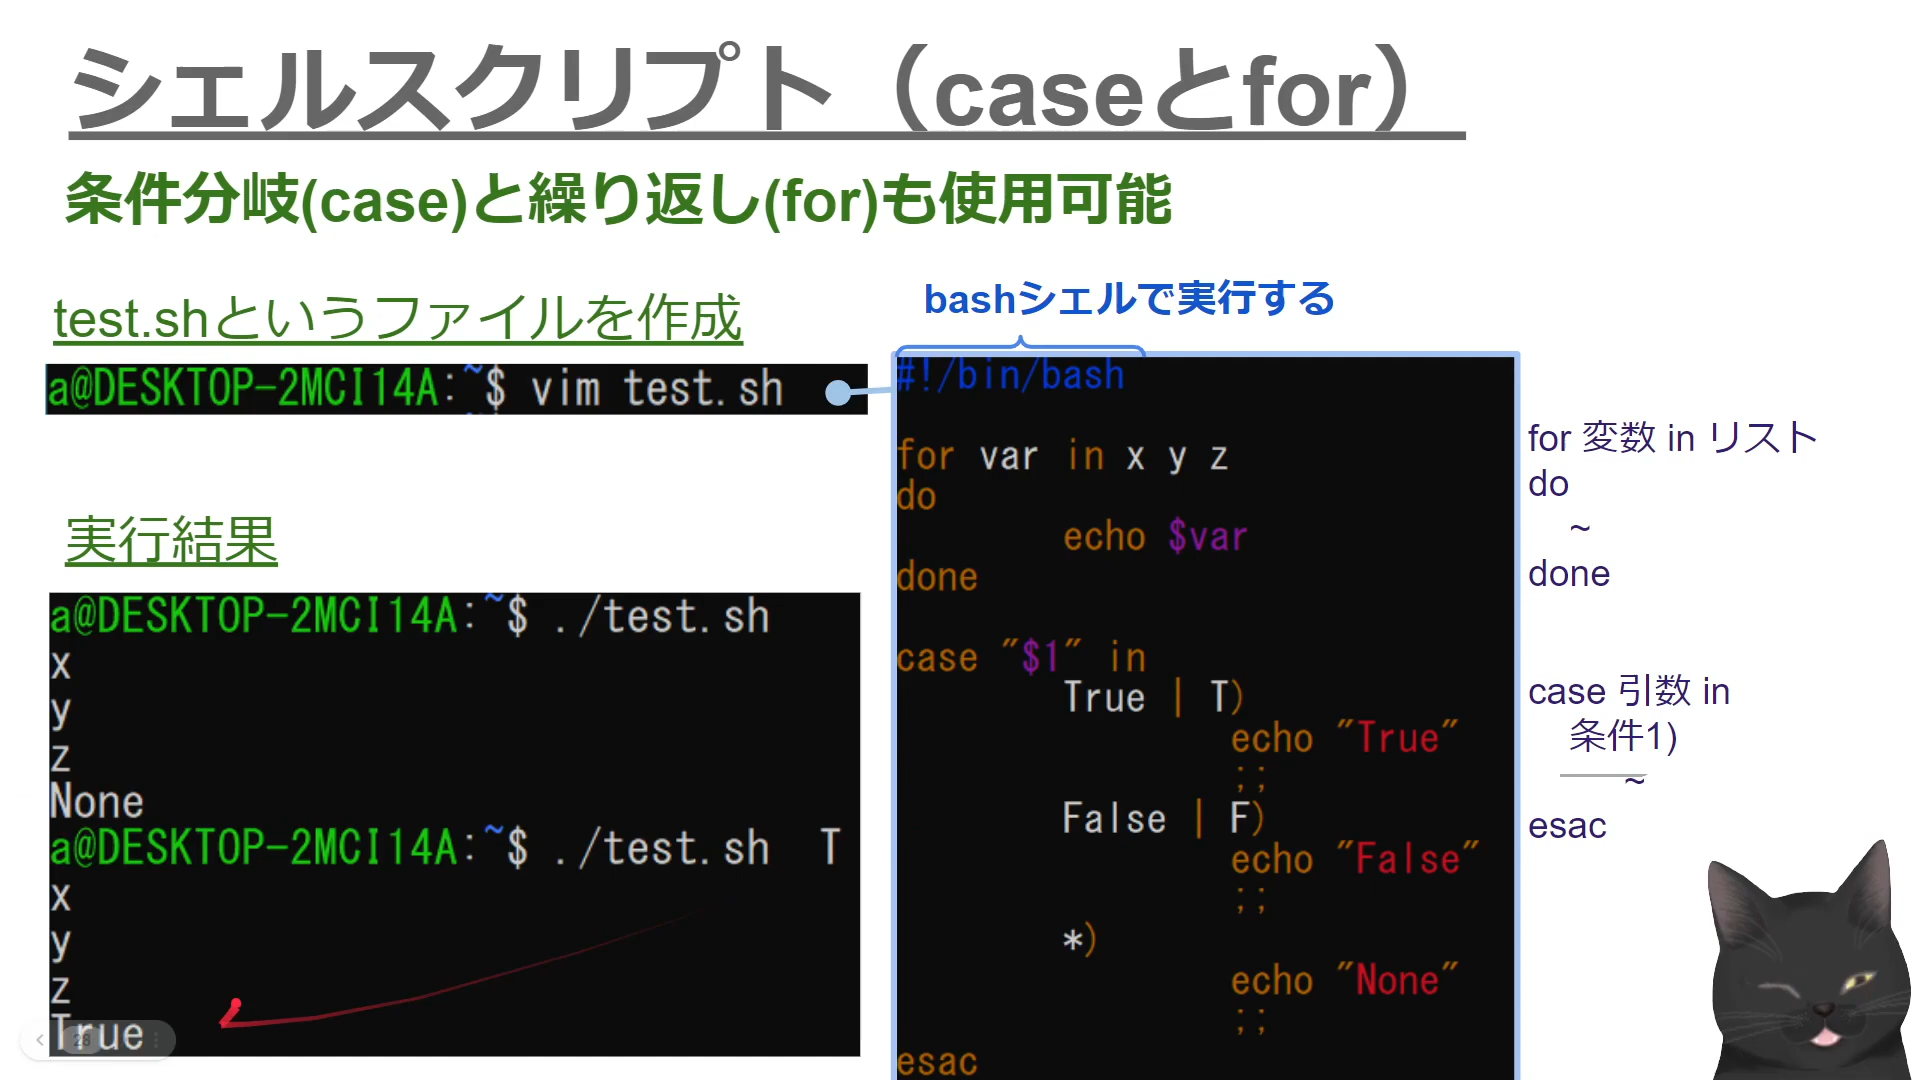 シェルスクリプト（caseとfor）
条件分岐(case)と繰り返し(for)も使用可能
test.shというファイルを作成
a@DESKTOP-2MCI14A:~$ vim test.sh
実行結果
a@DESKTOP-2MCI14A:~$ ./test.sh
x
y
z
None
a@DESKTOP-2MCI14A:~$ ./test.sh T
x
y
z
True
28
bashシェルで実行する
#!/bin/bash
for var in x y z
do
echo $var
done
case "$1" in
True | T)
echo "True"
;;
False | F)
echo "False"
;;
*)
echo "None"
;;
esac
for 変数 in リスト
do
~
done
case 引数 in
条件1)
~
esac